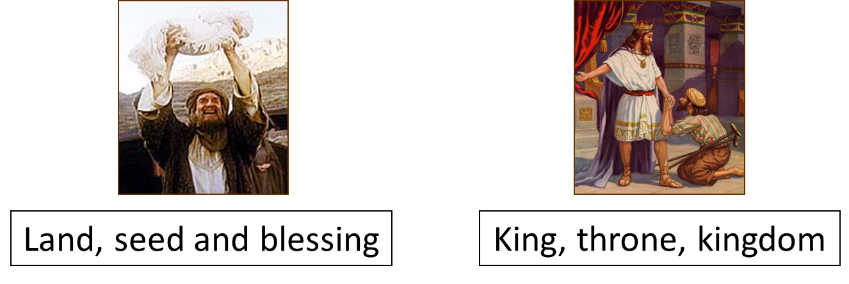 Land, seed and blessing
King, throne, kingdom